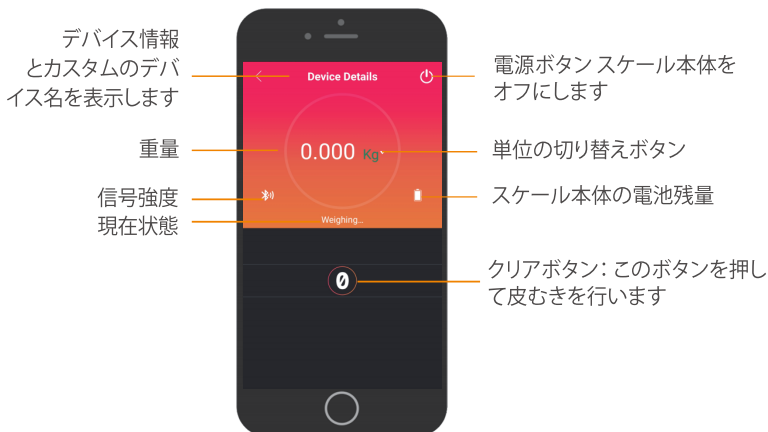 デバイス情報
とカスタムのデバ
イス名を表示します
重量
信号強度
現在状態
Device Details
0.000 Kg
Weighing...
0
電源ボタン スケール本体を
オフにします
単位の切り替えボタン
スケール本体の電池残量
クリアボタン：このボタンを押し
て皮むきを行います